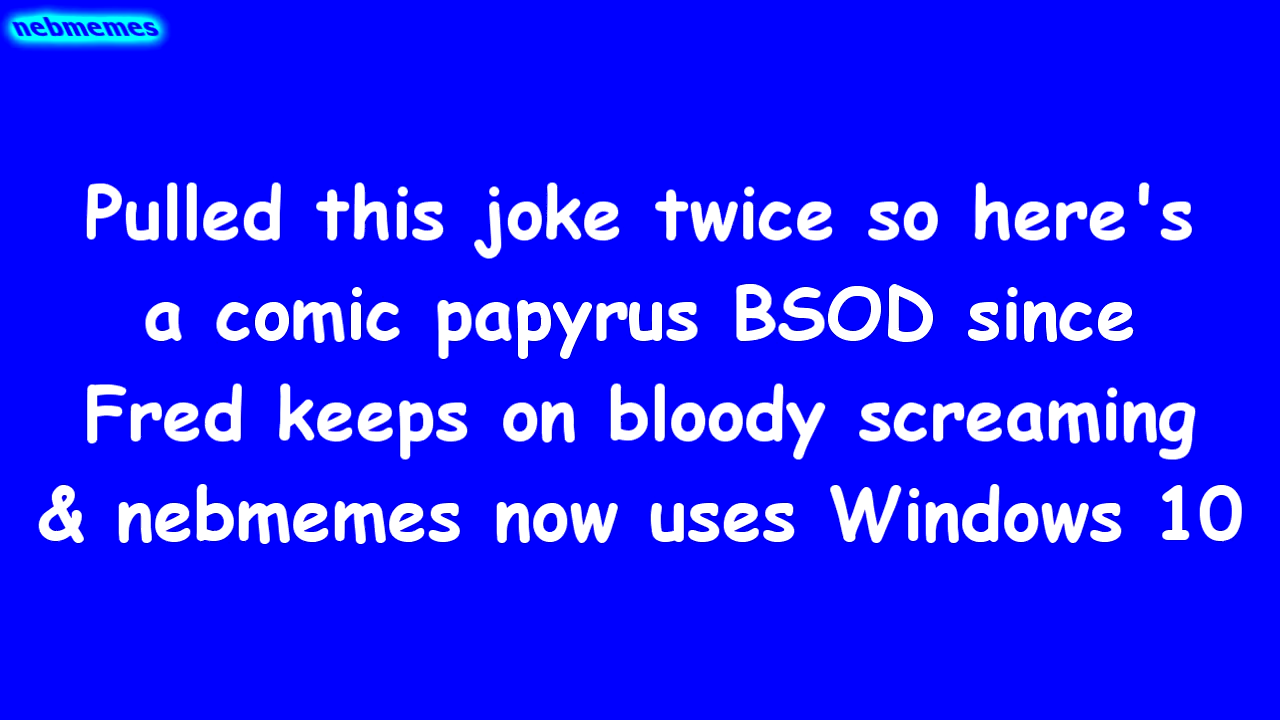 nebmemes
Pulled this joke twice so here's
a comic papyrus BSOD since
Fred keeps on bloody screaming
& nebmemes now uses Windows 10